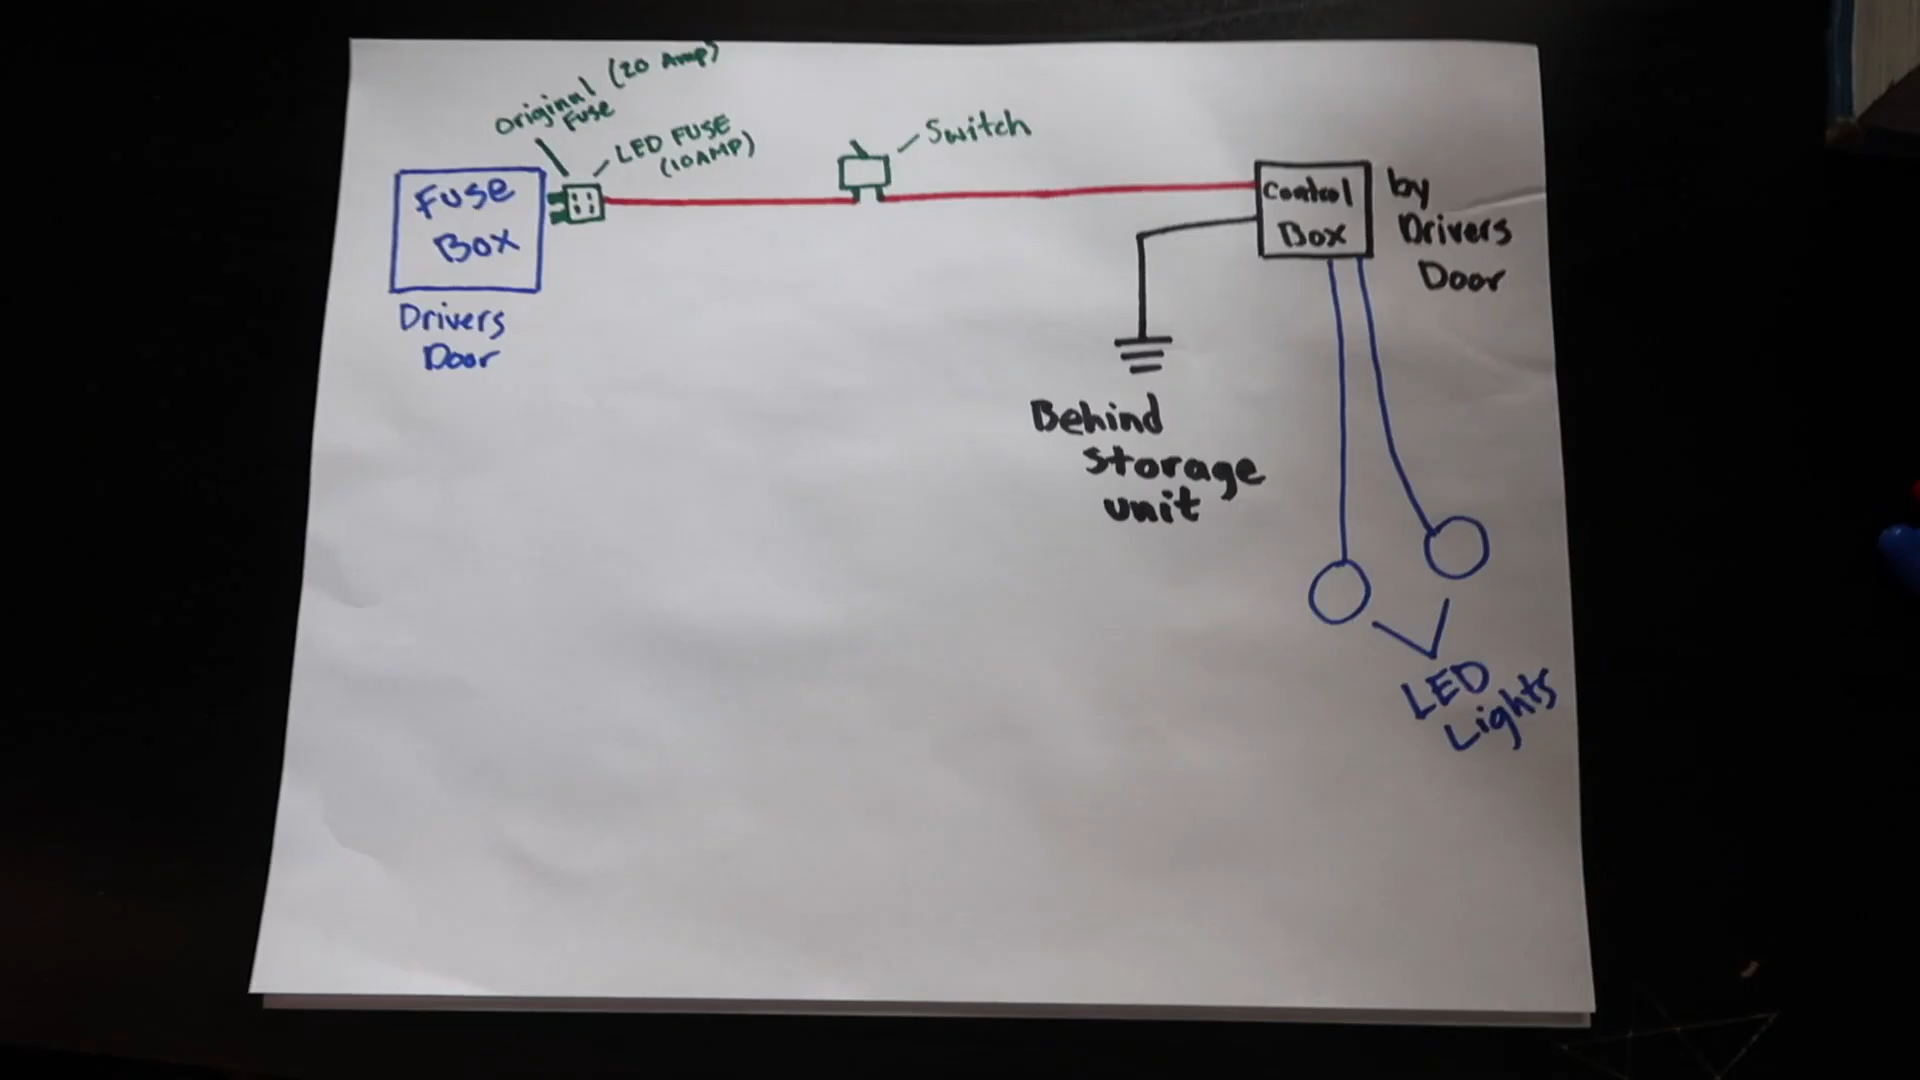 Original (20 Amp)
Fuse
LED FUSE
(10AMP)
Switch
Fuse
Box
Drivers
Door
Control
Box
by
Drivers
Door
Behind
storage
unit
LED
Lights